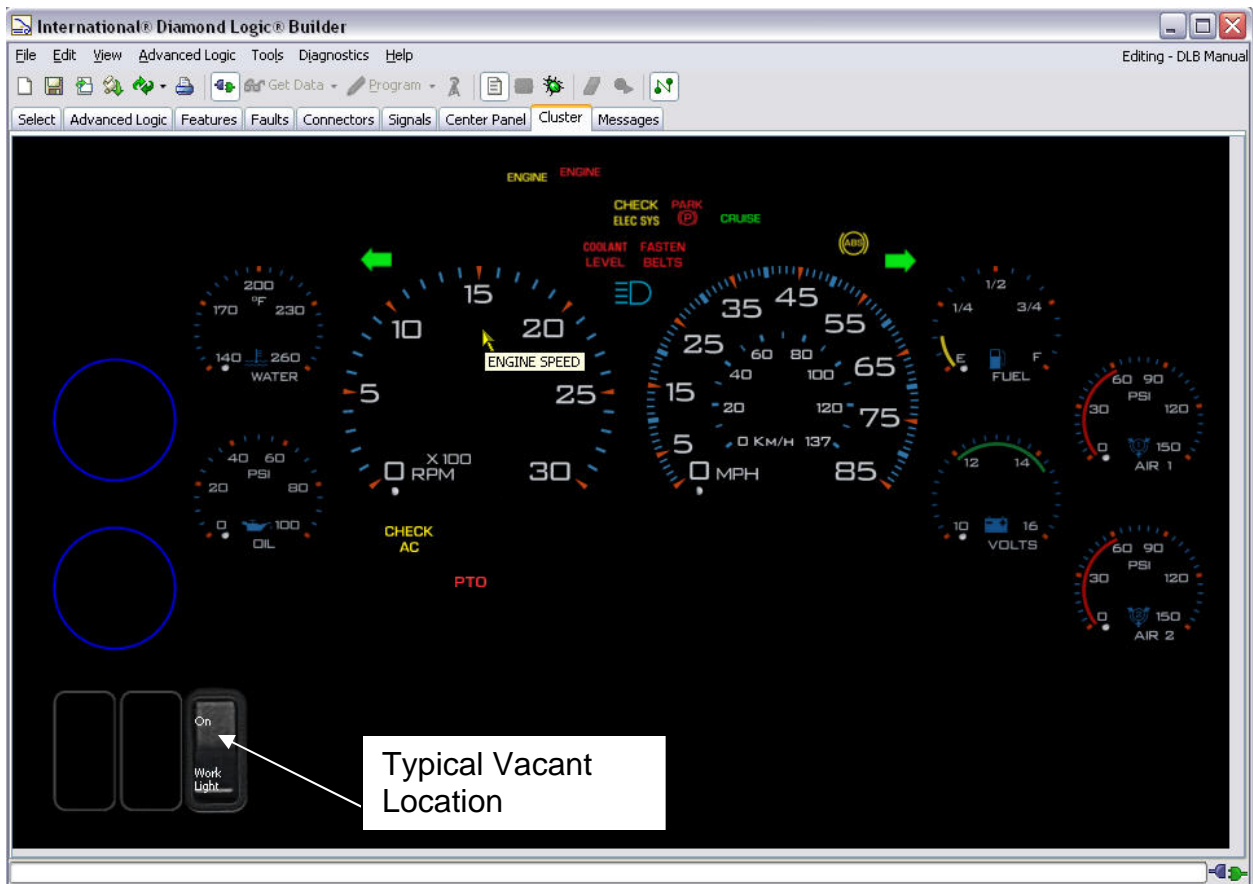 International® Diamond Logic® Builder
File Edit View Advanced Logic Tools Diagnostics Help
Editing - DLB Manual
Get Data
Program
Select Advanced Logic Features Faults Connectors Signals Center Panel Cluster Messages
ENGINE ENGINE
CHECK ELEC SYS
PARK
(P)
CRUISE
COOLANT LEVEL
FASTEN BELTS
ABS
200
°F
170 230
140 260
WATER
15
10 20
ENGINE SPEED
5 25
X 100
0 RPM 30
45
35 55
25 65
15 75
5
0 MPH 85
60 80
40 100
20 120
0 KM/H 137
1/2
1/4 3/4
E F
FUEL
60 90
PSI
30 120
0 1 150
AIR 1
40 60
PSI
20 80
0 100
OIL
12 14
10 16
VOLTS
60 90
PSI
30 120
0 2 150
AIR 2
CHECK
AC
PTO
On
Work
Light
Typical Vacant
Location